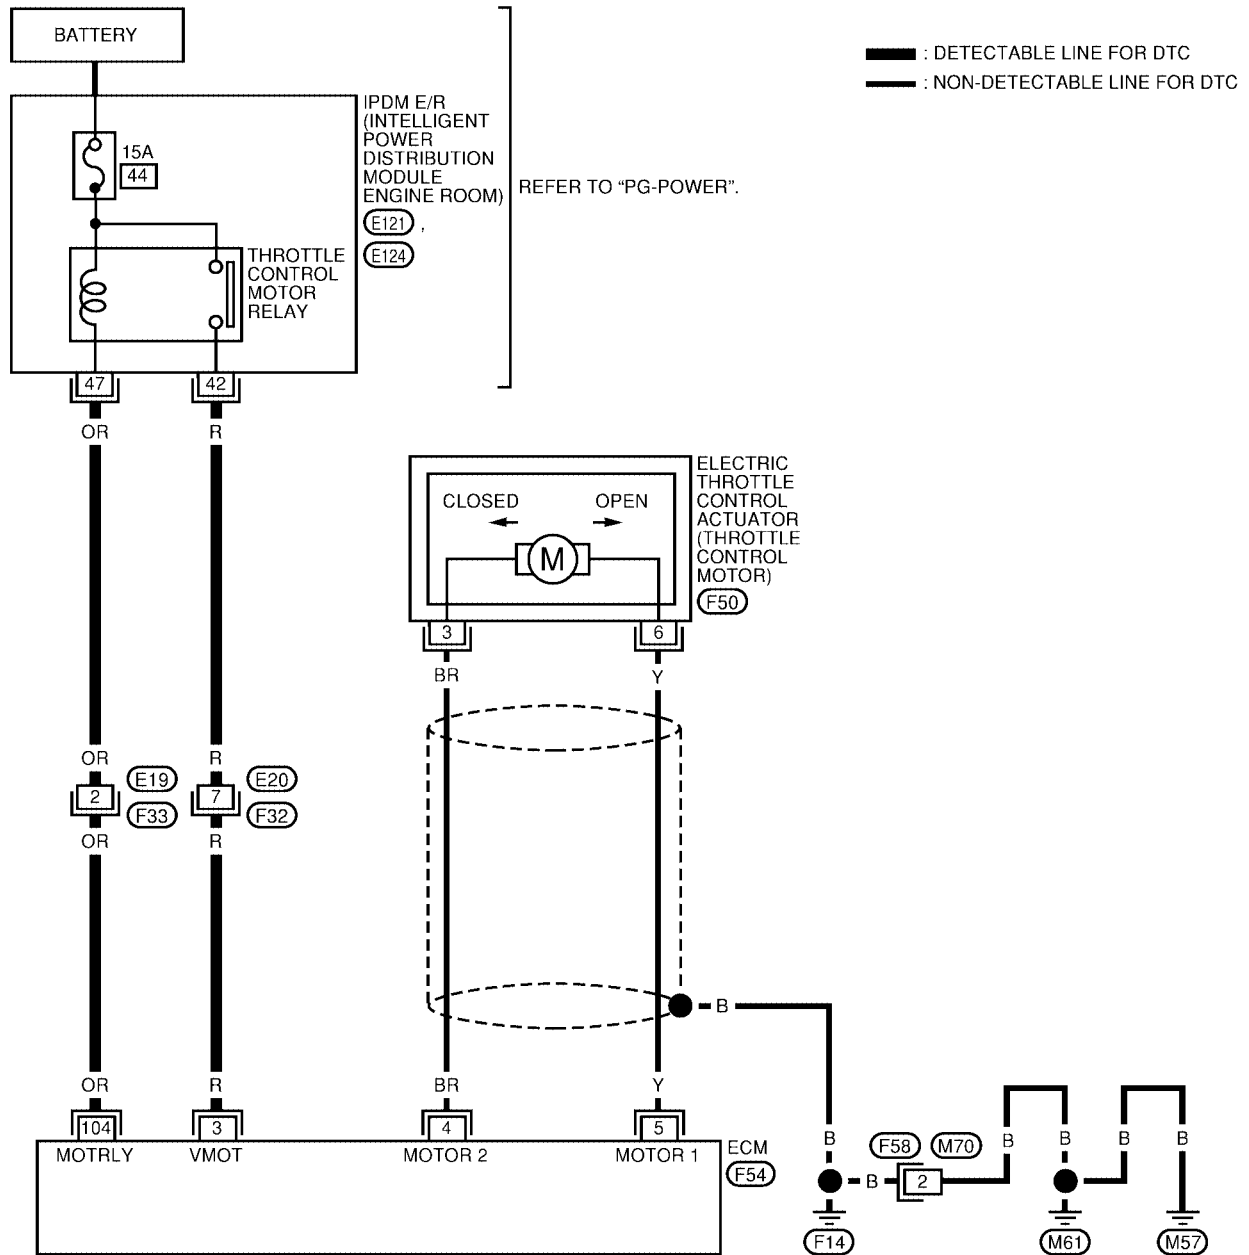 BATTERY
: DETECTABLE LINE FOR DTC
: NON-DETECTABLE LINE FOR DTC
IPDM E/R
(INTELLIGENT
POWER
DISTRIBUTION
MODULE
ENGINE ROOM)
E121 ,
E124
REFER TO “PG-POWER”.
15A
44
THROTTLE
CONTROL
MOTOR
RELAY
47
42
OR
R
ELECTRIC
THROTTLE
CONTROL
ACTUATOR
(THROTTLE
CONTROL
MOTOR)
F50
CLOSED
OPEN
M
3
6
BR
Y
OR
R
2
E19
F33
7
E20
F32
OR
R
B
OR
R
BR
Y
104
3
4
5
MOTRLY
VMOT
MOTOR 2
MOTOR 1
ECM
F54
B
F58
M70
B
B
B
B
B
2
F14
M61
M57